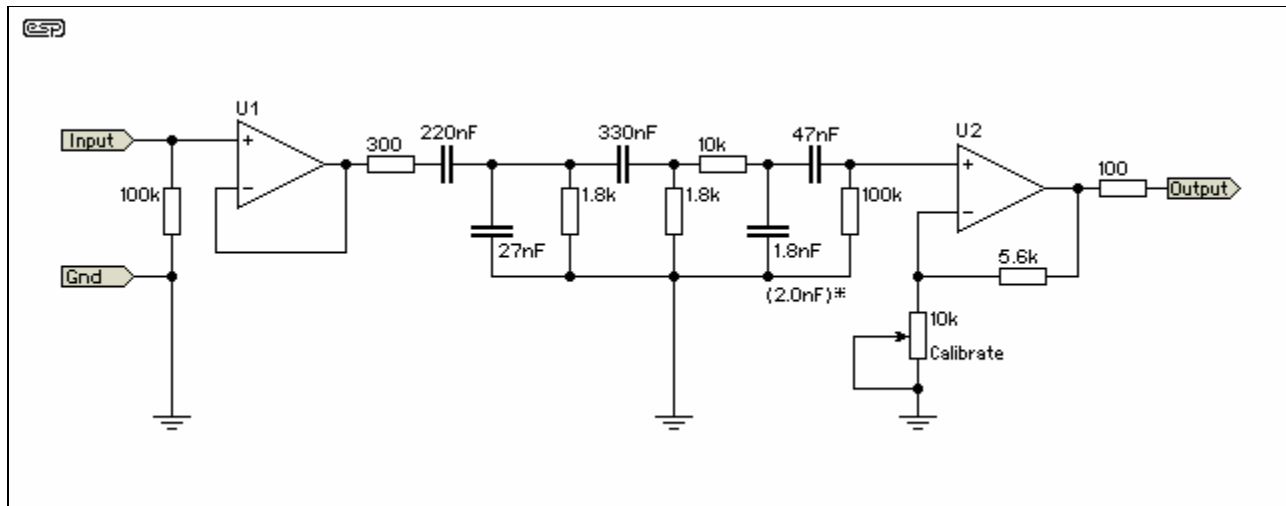 esp
U1
Input
+
-
100k
Gnd
300
220nF
27nF
1.8k
330nF
1.8k
10k
1.8nF
(2.0nF)*
47nF
100k
U2
+
-
100
Output
5.6k
10k
Calibrate